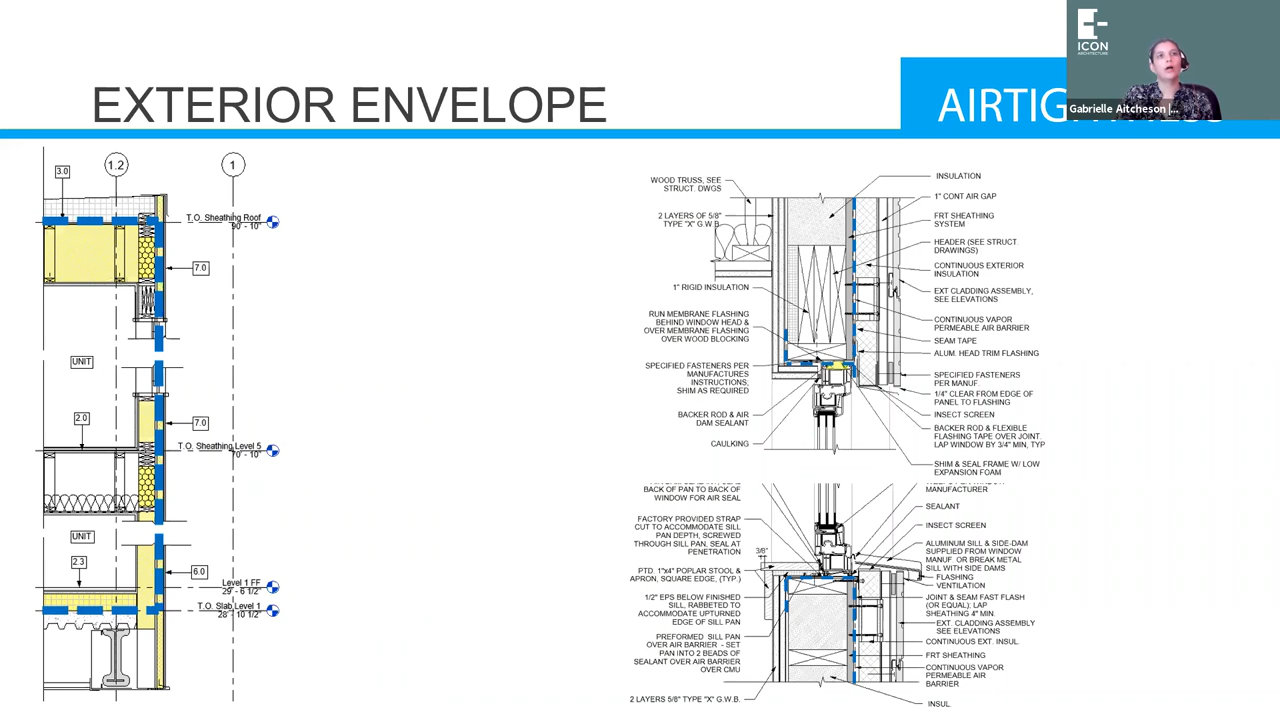 EXTERIOR ENVELOPE
E-
ICON
ARCHITECTURE
Gabrielle Aitcheson |...
3.0
1.2
1
T.O. Sheathing Roof
90' - 10"
7.0
UNIT
2.0
7.0
T.O. Sheathing Level 5
70' - 10"
UNIT
2.3
6.0
Level 1 FF
29' - 6 1/2"
T.O. Slab Level 1
28' - 10 1/2"
WOOD TRUSS, SEE
STRUCT. DWGS
2 LAYERS OF 5/8"
TYPE "X" G.W.B.
1" RIGID INSULATION
RUN MEMBRANE FLASHING
BEHIND WINDOW HEAD &
OVER MEMBRANE FLASHING
OVER WOOD BLOCKING
SPECIFIED FASTENERS PER
MANUFACTURES
INSTRUCTIONS,
SHIM AS REQUIRED
BACKER ROD & AIR
DAM SEALANT
CAULKING
INSULATION
1" CONT AIR GAP
FRT SHEATHING
SYSTEM
HEADER (SEE STRUCT.
DRAWINGS)
CONTINUOUS EXTERIOR
INSULATION
EXT CLADDING ASSEMBLY,
SEE ELEVATIONS
CONTINUOUS VAPOR
PERMEABLE AIR BARRIER
SEAM TAPE
ALUM. HEAD TRIM FLASHING
SPECIFIED FASTENERS
PER MANUF.
1/4" CLEAR FROM EDGE OF
PANEL TO FLASHING
INSECT SCREEN
BACKER ROD & FLEXIBLE
FLASHING TAPE OVER JOINT.
LAP WINDOW BY 3/4" MIN, TYP
SHIM & SEAL FRAME W/ LOW
EXPANSION FOAM
BACK OF PAN TO BACK OF
WINDOW FOR AIR SEAL
FACTORY PROVIDED STRAP
CUT TO ACCOMMODATE SILL
PAN DEPTH, SCREWED
THROUGH SILL PAN, SEAL AT
PENETRATION
3/8"
PTD. 1"x4" POPLAR STOOL &
APRON, SQUARE EDGE, (TYP.)
1/2" EPS BELOW FINISHED
SILL, RABBETED TO
ACCOMMODATE UPTURNED
EDGE OF SILL PAN
PREFORMED SILL PAN
OVER AIR BARRIER - SET
PAN INTO 2 BEADS OF
SEALANT OVER AIR BARRIER
OVER CMU
2 LAYERS 5/8" TYPE "X" G.W.B.
MANUFACTURER
SEALANT
INSECT SCREEN
ALUMINUM SILL & SIDE-DAM
SUPPLIED FROM WINDOW
MANUF. OR BREAK METAL
SILL WITH SIDE DAMS
FLASHING
VENTILATION
JOINT & SEAM FAST FLASH
(OR EQUAL); LAP
SHEATHING 4" MIN.
EXT. CLADDING ASSEMBLY
SEE ELEVATIONS
CONTINUOUS EXT. INSUL.
FRT SHEATHING
CONTINUOUS VAPOR
PERMEABLE AIR
BARRIER
INSUL.